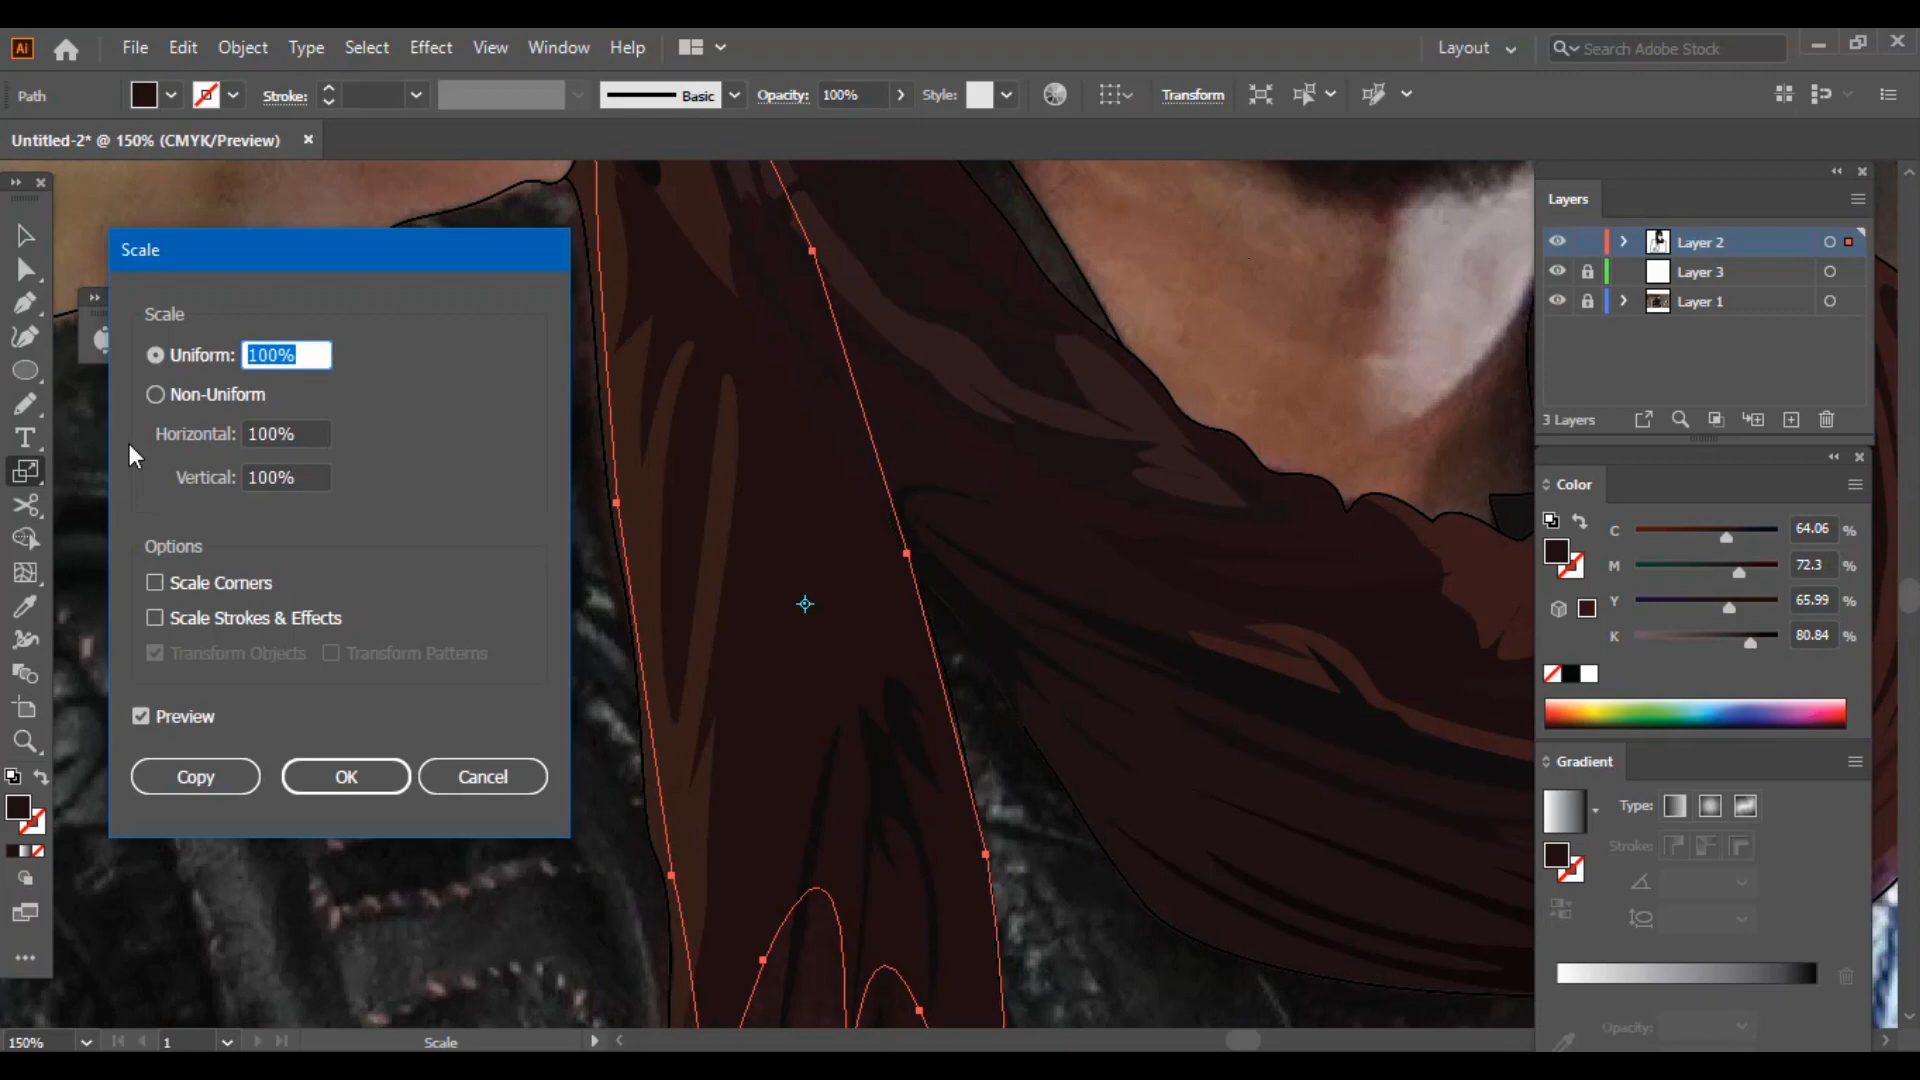 Ai File Edit Object Type Select Effect View Window Help Layout Search Adobe Stock
Path Stroke: Basic Opacity: 100% Style: Transform
Untitled-2* @ 150% (CMYK/Preview)
Scale
Scale
Uniform: 100%
Non-Uniform
Horizontal: 100%
Vertical: 100%
Options
Scale Corners
Scale Strokes & Effects
Transform Objects Transform Patterns
Preview
Copy OK Cancel
Layers
Layer 2
Layer 3
Layer 1
3 Layers
Color
C 64.06 %
M 72.3 %
Y 65.99 %
K 80.84 %
Gradient
Type:
Stroke:
Opacity:
150% 1 Scale